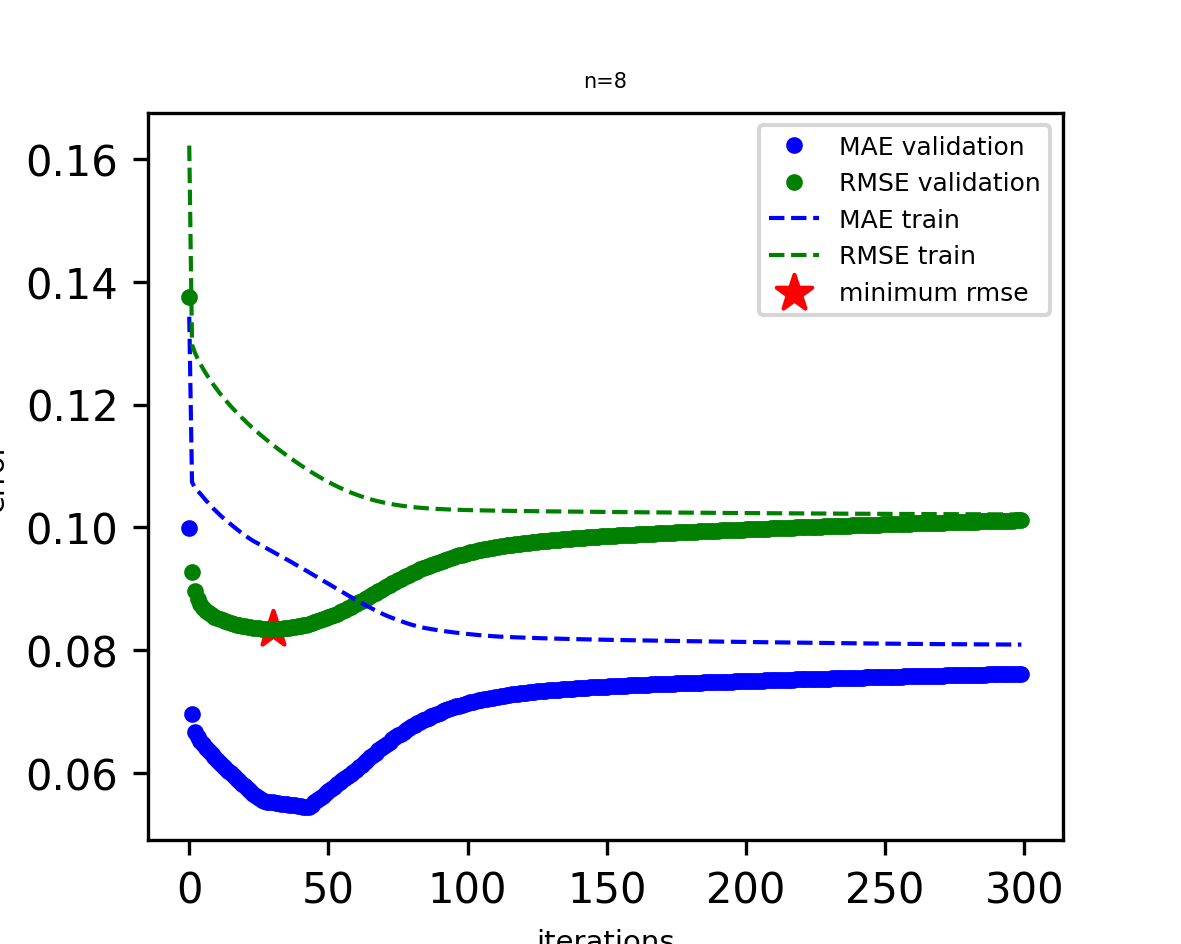 n=8
0.16
0.14
0.12
0.10
0.08
0.06
MAE validation
RMSE validation
MAE train
RMSE train
minimum rmse
0 50 100 150 200 250 300
iterations